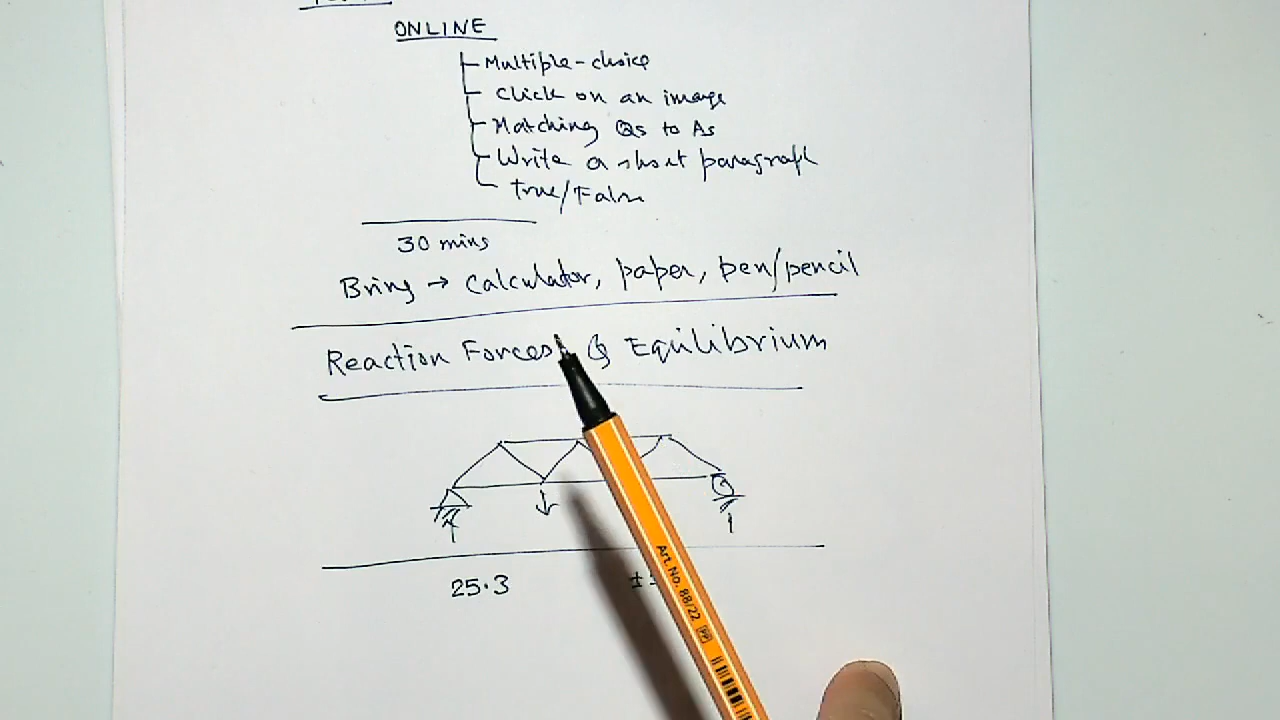 ONLINE
Multiple-choice
Click on an image
Matching Qs to As
Write a short paragraph
True/False
30 mins
Bring → Calculator, paper, pen/pencil
Reaction Forces & Equilibrium
25.3 ±
Art. No. 88/22 PP